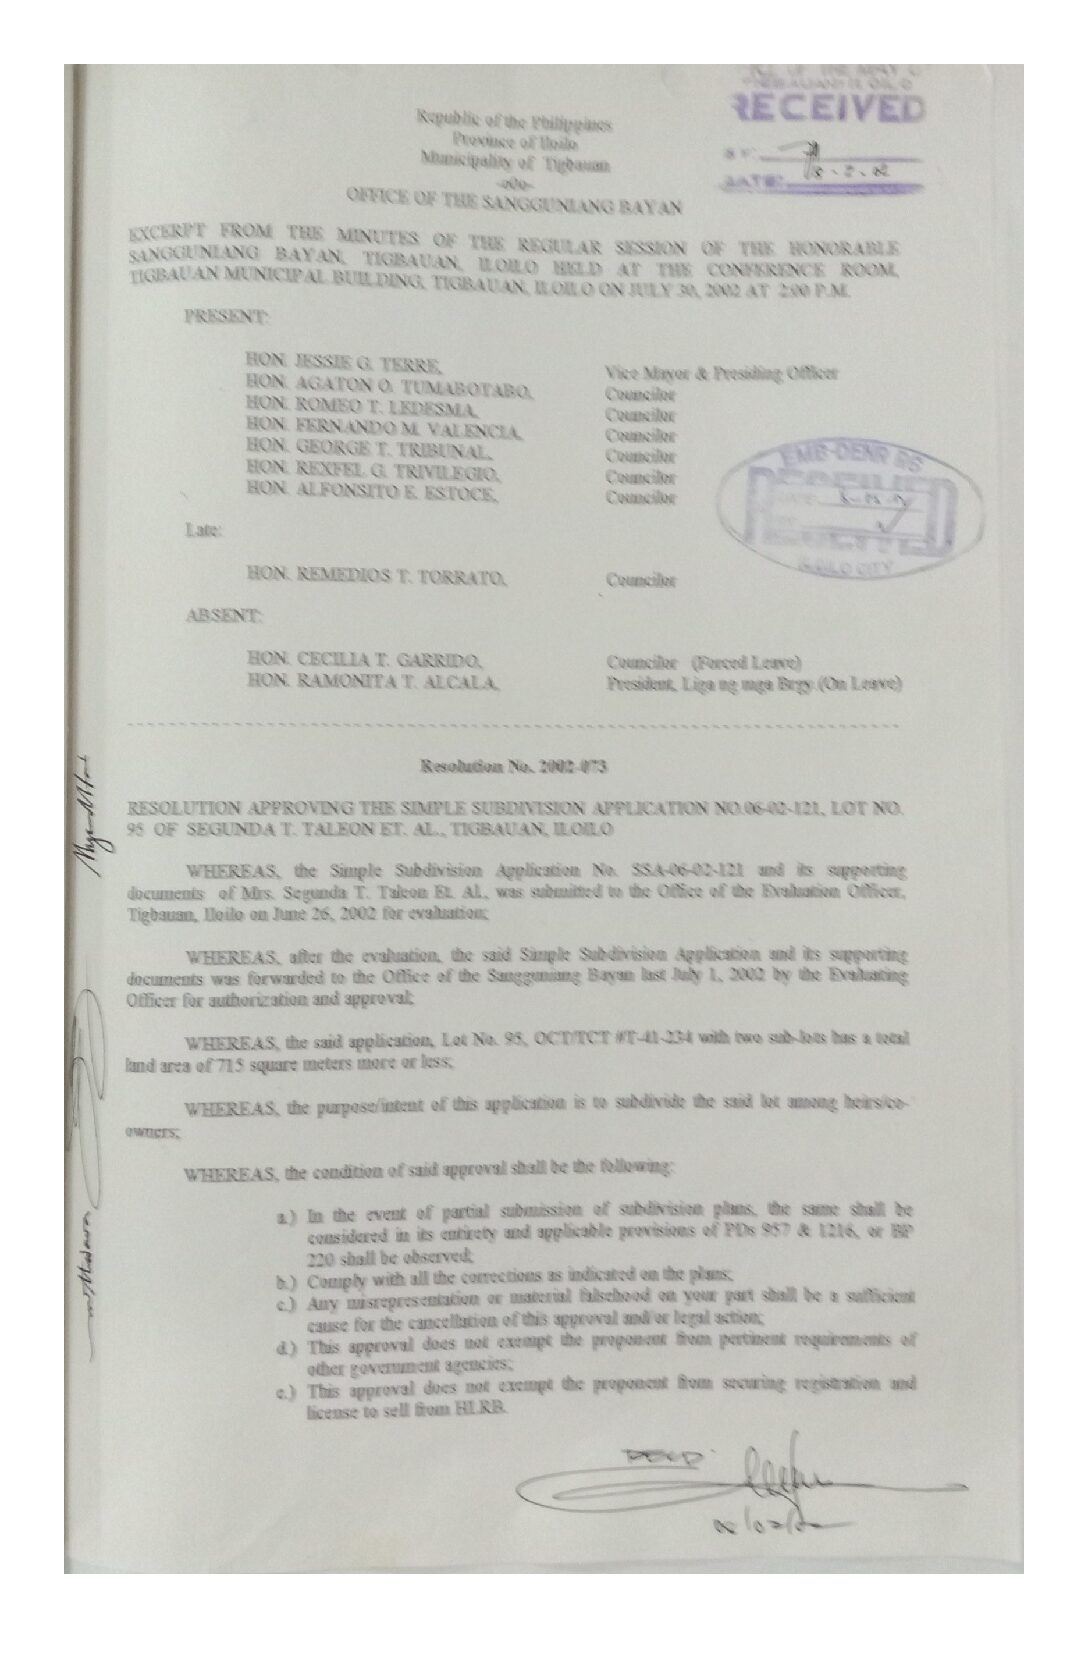 RECEIVED
BY:
DATE: 8-2-02
Republic of the Philippines
Province of Iloilo
Municipality of Tigbauan
-o0o-
OFFICE OF THE SANGGUNIANG BAYAN
EXCERPT FROM THE MINUTES OF THE REGULAR SESSION OF THE HONORABLE
SANGGUNIANG BAYAN, TIGBAUAN, ILOILO HELD AT THE CONFERENCE ROOM,
TIGBAUAN MUNICIPAL BUILDING, TIGBAUAN, ILOILO ON JULY 30, 2002 AT 2:00 P.M.
PRESENT:
HON. JESSIE G. TERRE, Vice Mayor & Presiding Officer
HON. AGATON O. TUMABOTABO, Councilor
HON. ROMEO T. LEDESMA, Councilor
HON. FERNANDO M. VALENCIA, Councilor
HON. GEORGE T. TRIBUNAL, Councilor
HON. REXFEL G. TRIVILEGIO, Councilor
HON. ALFONSITO E. ESTOCE, Councilor
EMB-DENR R6
ILOILO CITY
Late:
HON. REMEDIOS T. TORRATO, Councilor
ABSENT:
HON. CECILIA T. GARRIDO, Councilor (Forced Leave)
HON. RAMONITA T. ALCALA, President, Liga ng mga Brgy.(On Leave)
Resolution No. 2002-073
RESOLUTION APPROVING THE SIMPLE SUBDIVISION APPLICATION NO.06-02-121, LOT NO.
95 OF SEGUNDA T. TALEON ET. AL., TIGBAUAN, ILOILO
WHEREAS, the Simple Subdivision Application No. SSA-06-02-121 and its supporting
documents of Mrs. Segunda T. Taleon Et. Al., was submitted to the Office of the Evaluation Officer,
Tigbauan, Iloilo on June 26, 2002 for evaluation;
WHEREAS, after the evaluation, the said Simple Subdivision Application and its supporting
documents was forwarded to the Office of the Sangguniang Bayan last July 1, 2002 by the Evaluating
Officer for authorization and approval;
WHEREAS, the said application, Lot No. 95, OCT/TCT #T-41-234 with two sub-lots has a total
land area of 715 square meters more or less;
WHEREAS, the purpose/intent of this application is to subdivide the said lot among heirs/co-
owners;
WHEREAS, the condition of said approval shall be the following:
a.) In the event of partial submission of subdivision plans, the same shall be
considered in its entirety and applicable provisions of PDs 957 & 1216, or BP
220 shall be observed;
b.) Comply with all the corrections as indicated on the plans;
c.) Any misrepresentation or material falsehood on your part shall be a sufficient
cause for the cancellation of this approval and/or legal action;
d.) This approval does not exempt the proponent from pertinent requirements of
other government agencies;
e.) This approval does not exempt the proponent from securing registration and
license to sell from HLRB.